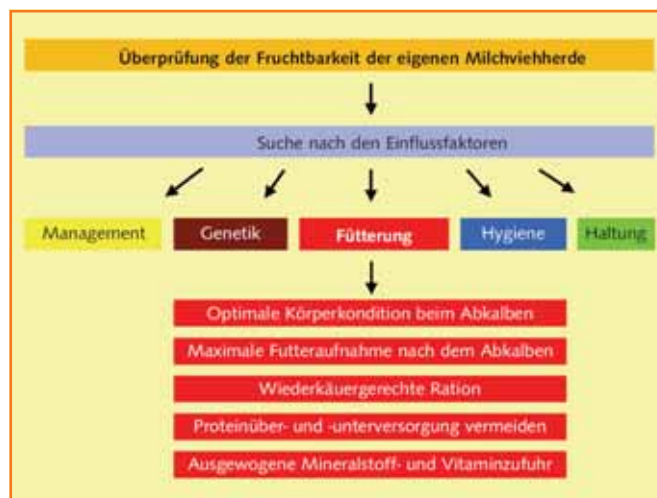 Überprüfung der Fruchtbarkeit der eigenen Milchviehherde
Suche nach den Einflussfaktoren
Management Genetik Fütterung Hygiene Haltung
Optimale Körperkondition beim Abkalben
Maximale Futteraufnahme nach dem Abkalben
Wiederkäuergerechte Ration
Proteinüber- und -unterversorgung vermeiden
Ausgewogene Mineralstoff- und Vitaminzufuhr